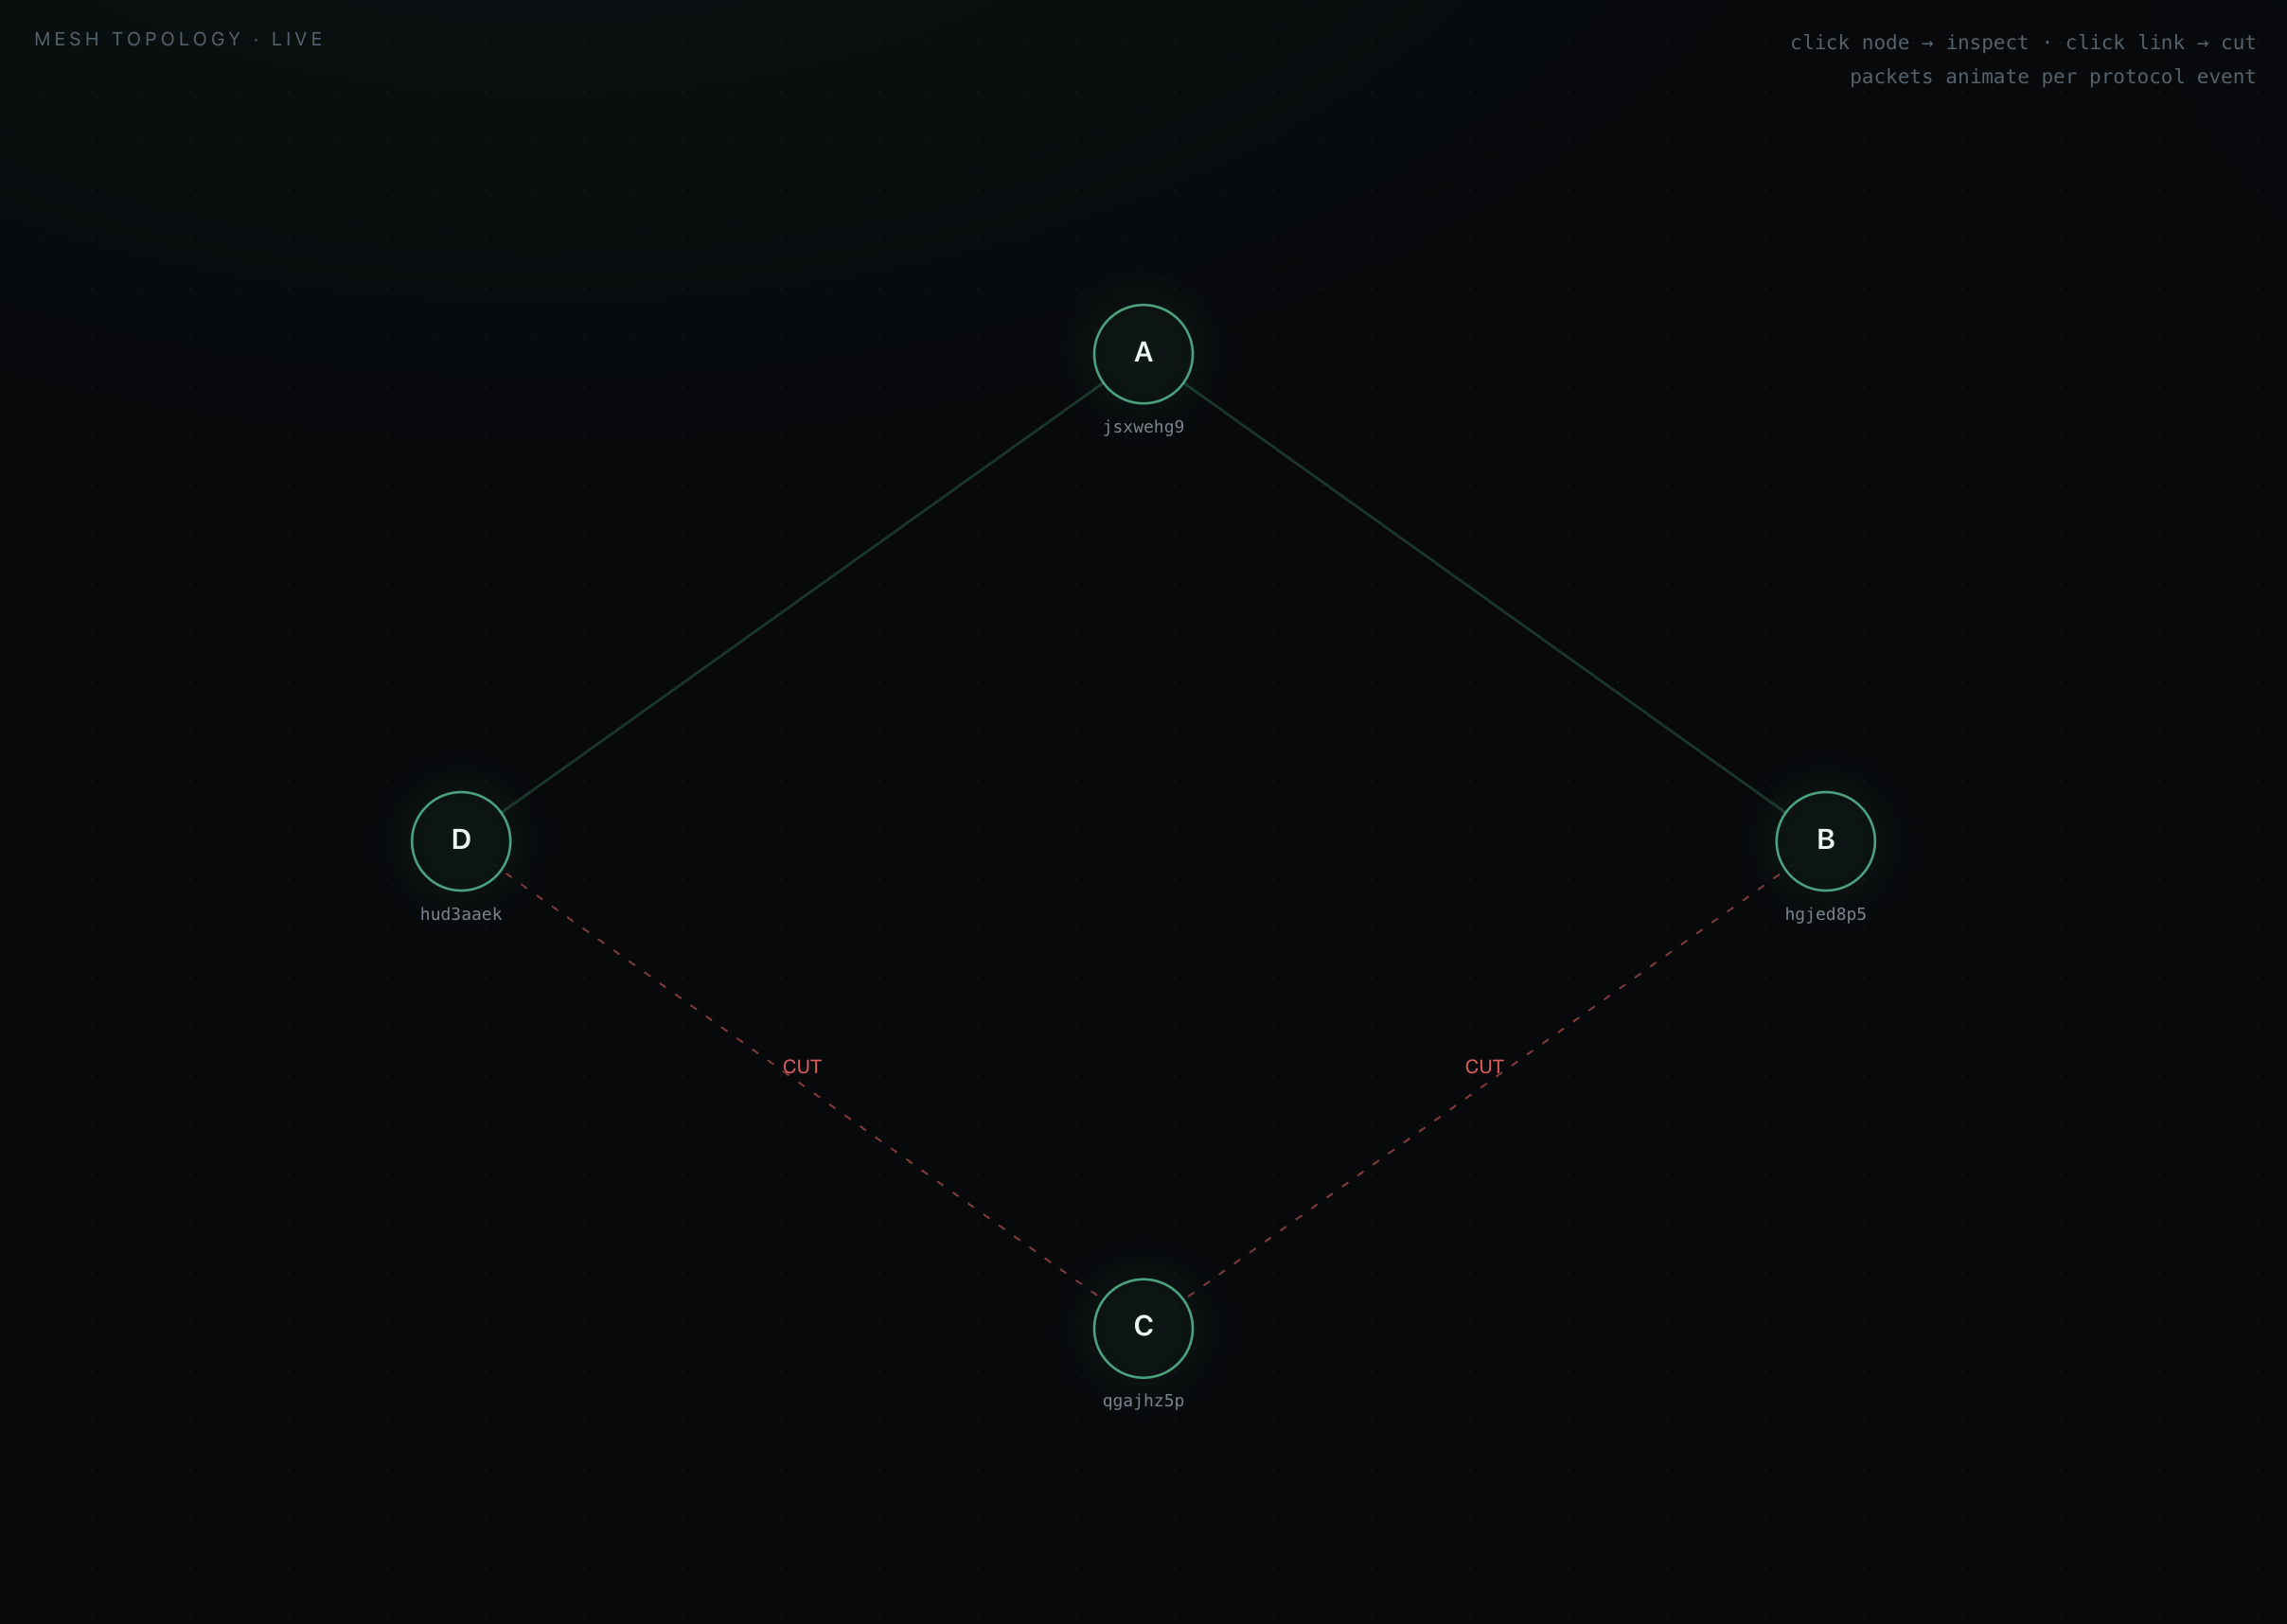 MESH TOPOLOGY · LIVE
click node → inspect · click link → cut
packets animate per protocol event
A
jsxwehg9
D
hud3aaek
B
hgjed8p5
CUT
CUT
C
qgajhz5p